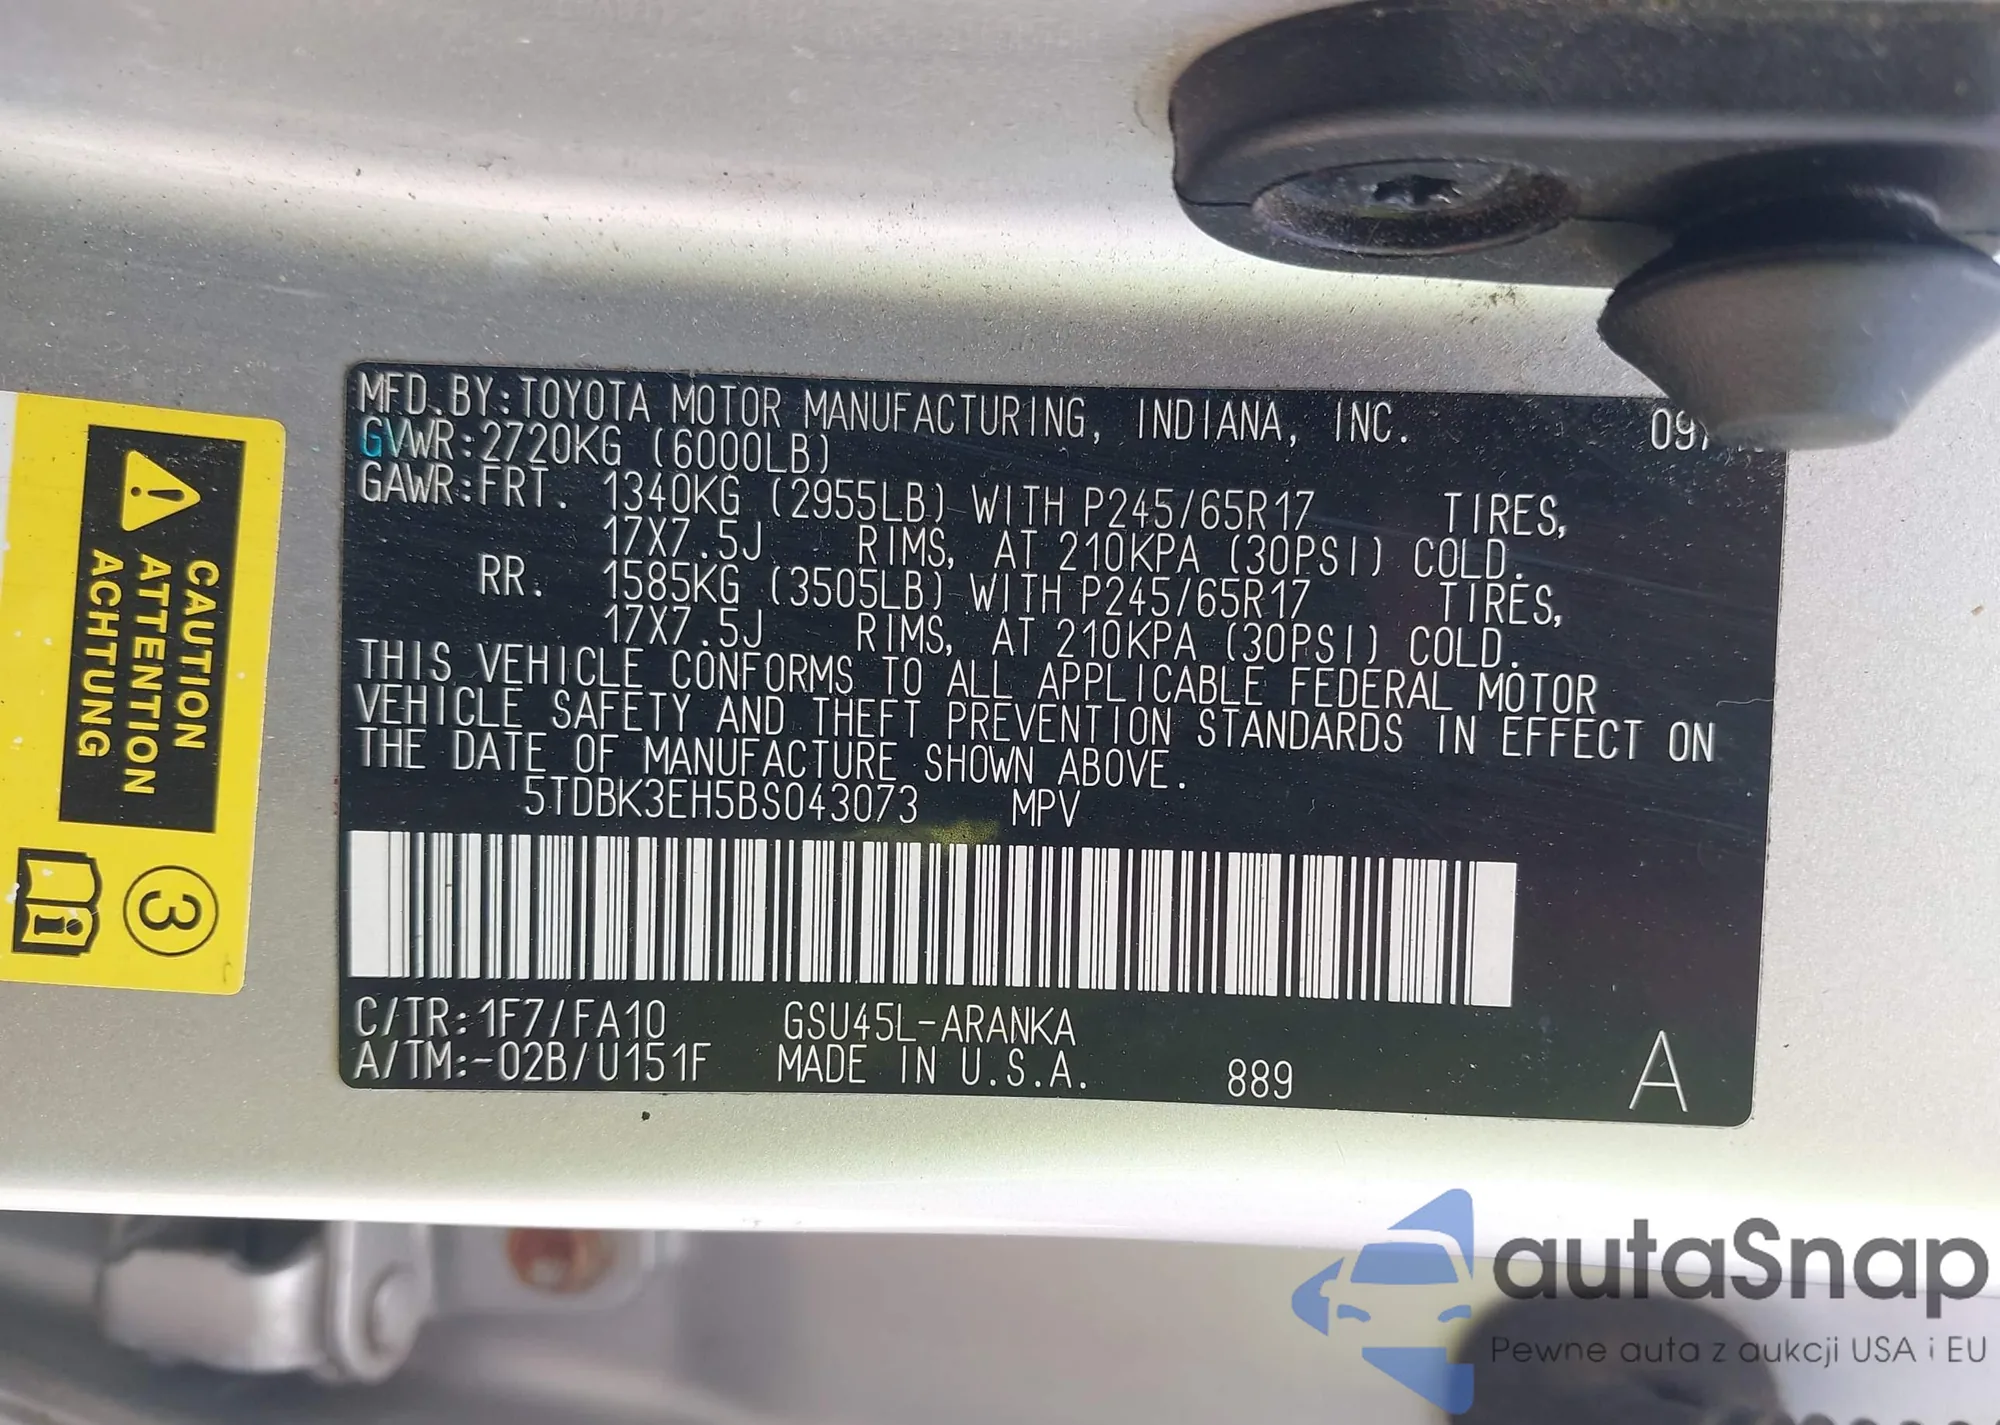 MFD.BY:TOYOTA MOTOR MANUFACTURING, INDIANA, INC.
GVWR:2720KG (6000LB)
GAWR:FRT. 1340KG (2955LB) WITH P245/65R17 TIRES,
17X7.5J RIMS, AT 210KPA (30PSI) COLD.
RR. 1585KG (3505LB) WITH P245/65R17 TIRES,
17X7.5J RIMS, AT 210KPA (30PSI) COLD.
THIS VEHICLE CONFORMS TO ALL APPLICABLE FEDERAL MOTOR
VEHICLE SAFETY AND THEFT PREVENTION STANDARDS IN EFFECT ON
THE DATE OF MANUFACTURE SHOWN ABOVE.
5TDBK3EH5BS043073 MPV
C/TR:1F7/FA10 GSU45L-ARANKA
A/TM:-02B/U151F MADE IN U.S.A. 889 A
CAUTION
ATTENTION
ACHTUNG
3
autaSnap
Pewne auta z aukcji USA i EU